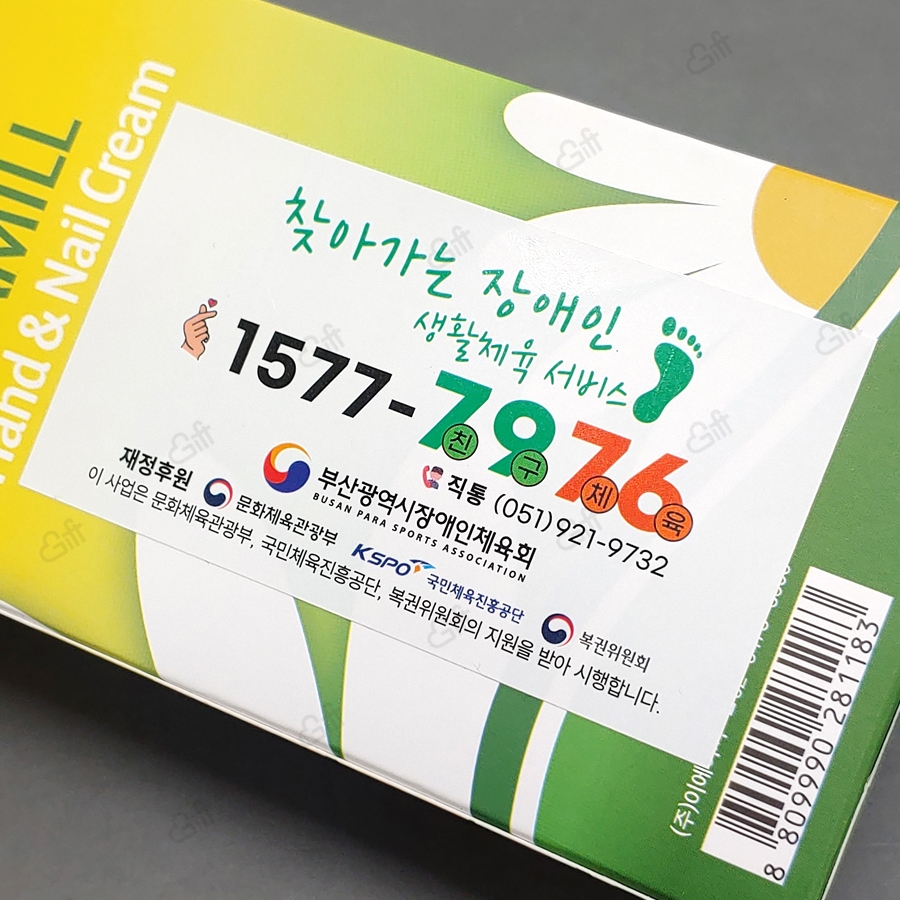 MILL
Hand & Nail Cream
찾아가는 장애인
생활체육 서비스
1577-7976
친구체육
직통 (051)921-9732
부산광역시장애인체육회
BUSAN PARA SPORTS ASSOCIATION
재정후원 문화체육관광부 KSPO 국민체육진흥공단 복권위원회
이 사업은 문화체육관광부, 국민체육진흥공단, 복권위원회의 지원을 받아 시행합니다.
(주)이에
8 809990 281183
Gift